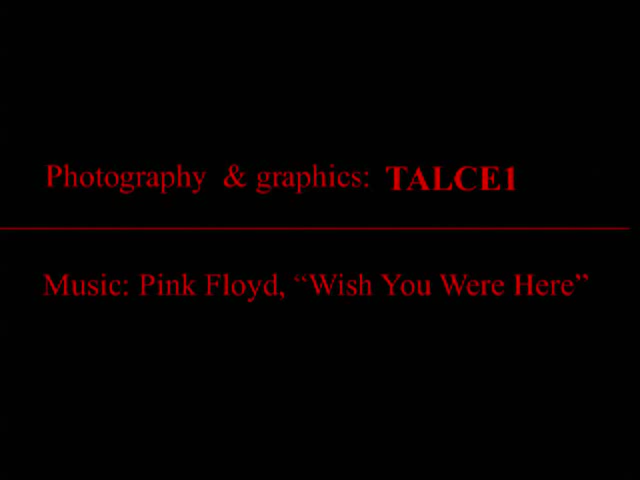 Photography & graphics: TALCE1
Music: Pink Floyd, “Wish You Were Here”